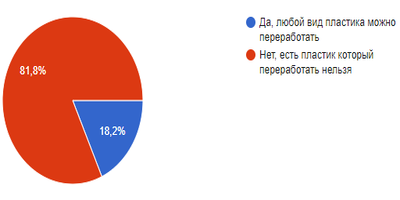 Да, любой вид пластика можно
переработать
Нет, есть пластик который
переработать нельзя
81,8%
18,2%